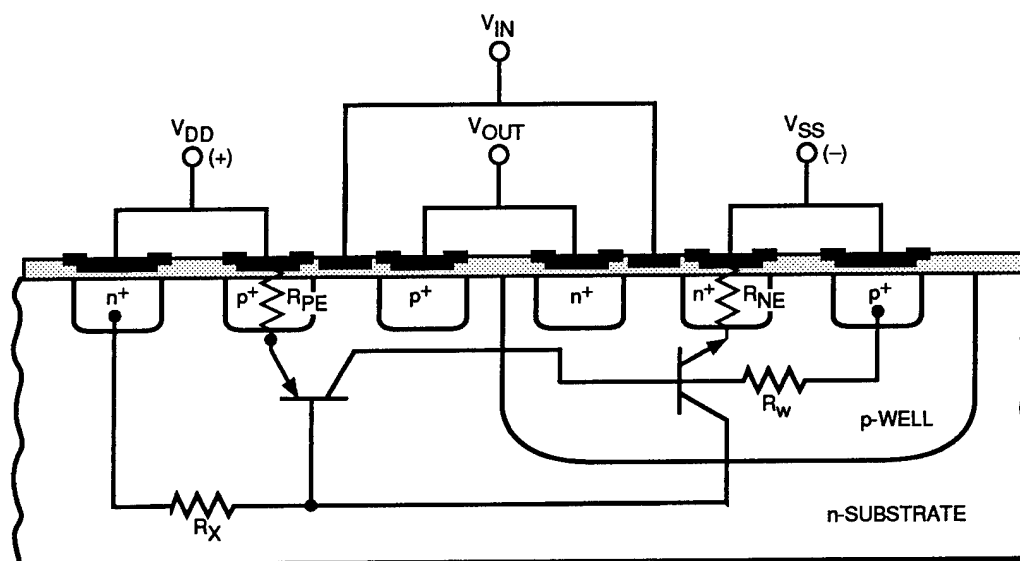 VIN
VDD
(+)
VOUT
VSS
(−)
n+
p+
RPE
p+
n+
n+
RNE
p+
RW
p-WELL
RX
n-SUBSTRATE